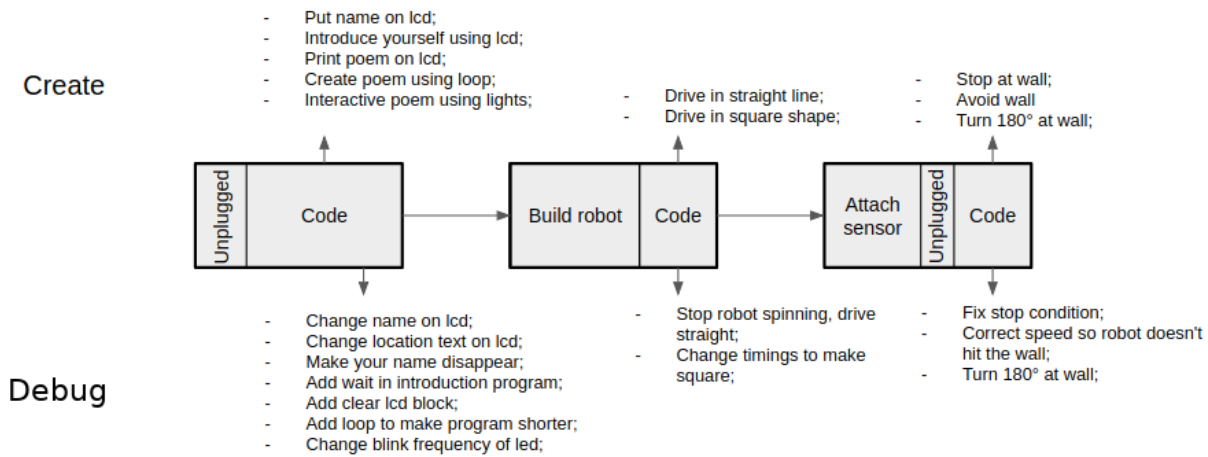 - Put name on lcd;
- Introduce yourself using lcd;
- Print poem on lcd;
- Create poem using loop;
- Interactive poem using lights;
Create
- Drive in straight line;
- Drive in square shape;
- Stop at wall;
- Avoid wall
- Turn 180° at wall;
Unplugged
Code
Build robot
Code
Attach
sensor
Unplugged
Code
Debug
- Change name on lcd;
- Change location text on lcd;
- Make your name disappear;
- Add wait in introduction program;
- Add clear lcd block;
- Add loop to make program shorter;
- Change blink frequency of led;
- Stop robot spinning, drive
straight;
- Change timings to make
square;
- Fix stop condition;
- Correct speed so robot doesn't
hit the wall;
- Turn 180° at wall;